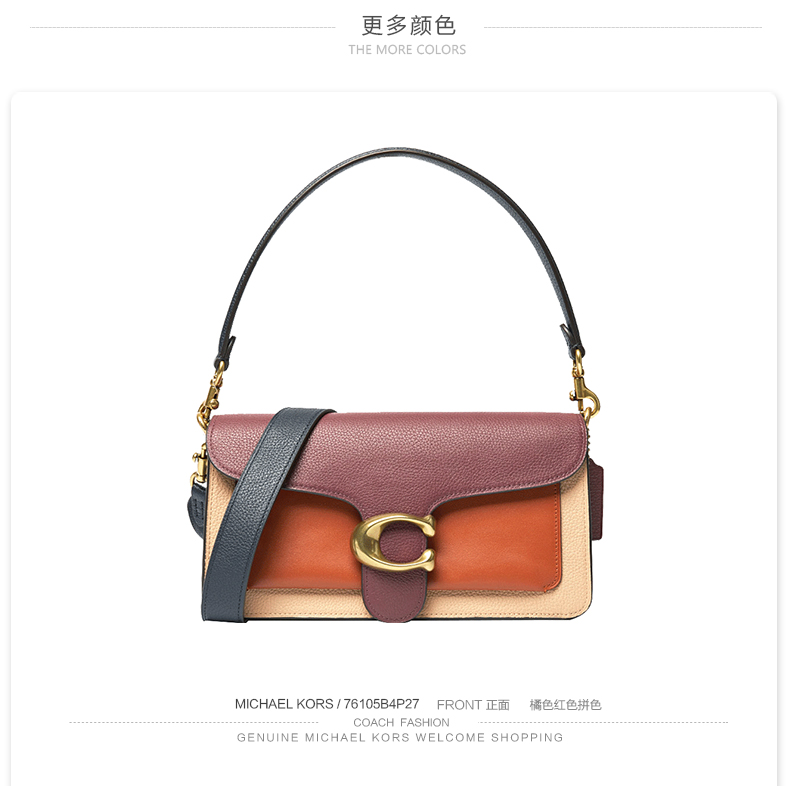 更多颜色
THE MORE COLORS
MICHAEL KORS / 76105B4P27 FRONT 正面 橘色红色拼色
COACH FASHION
GENUINE MICHAEL KORS WELCOME SHOPPING